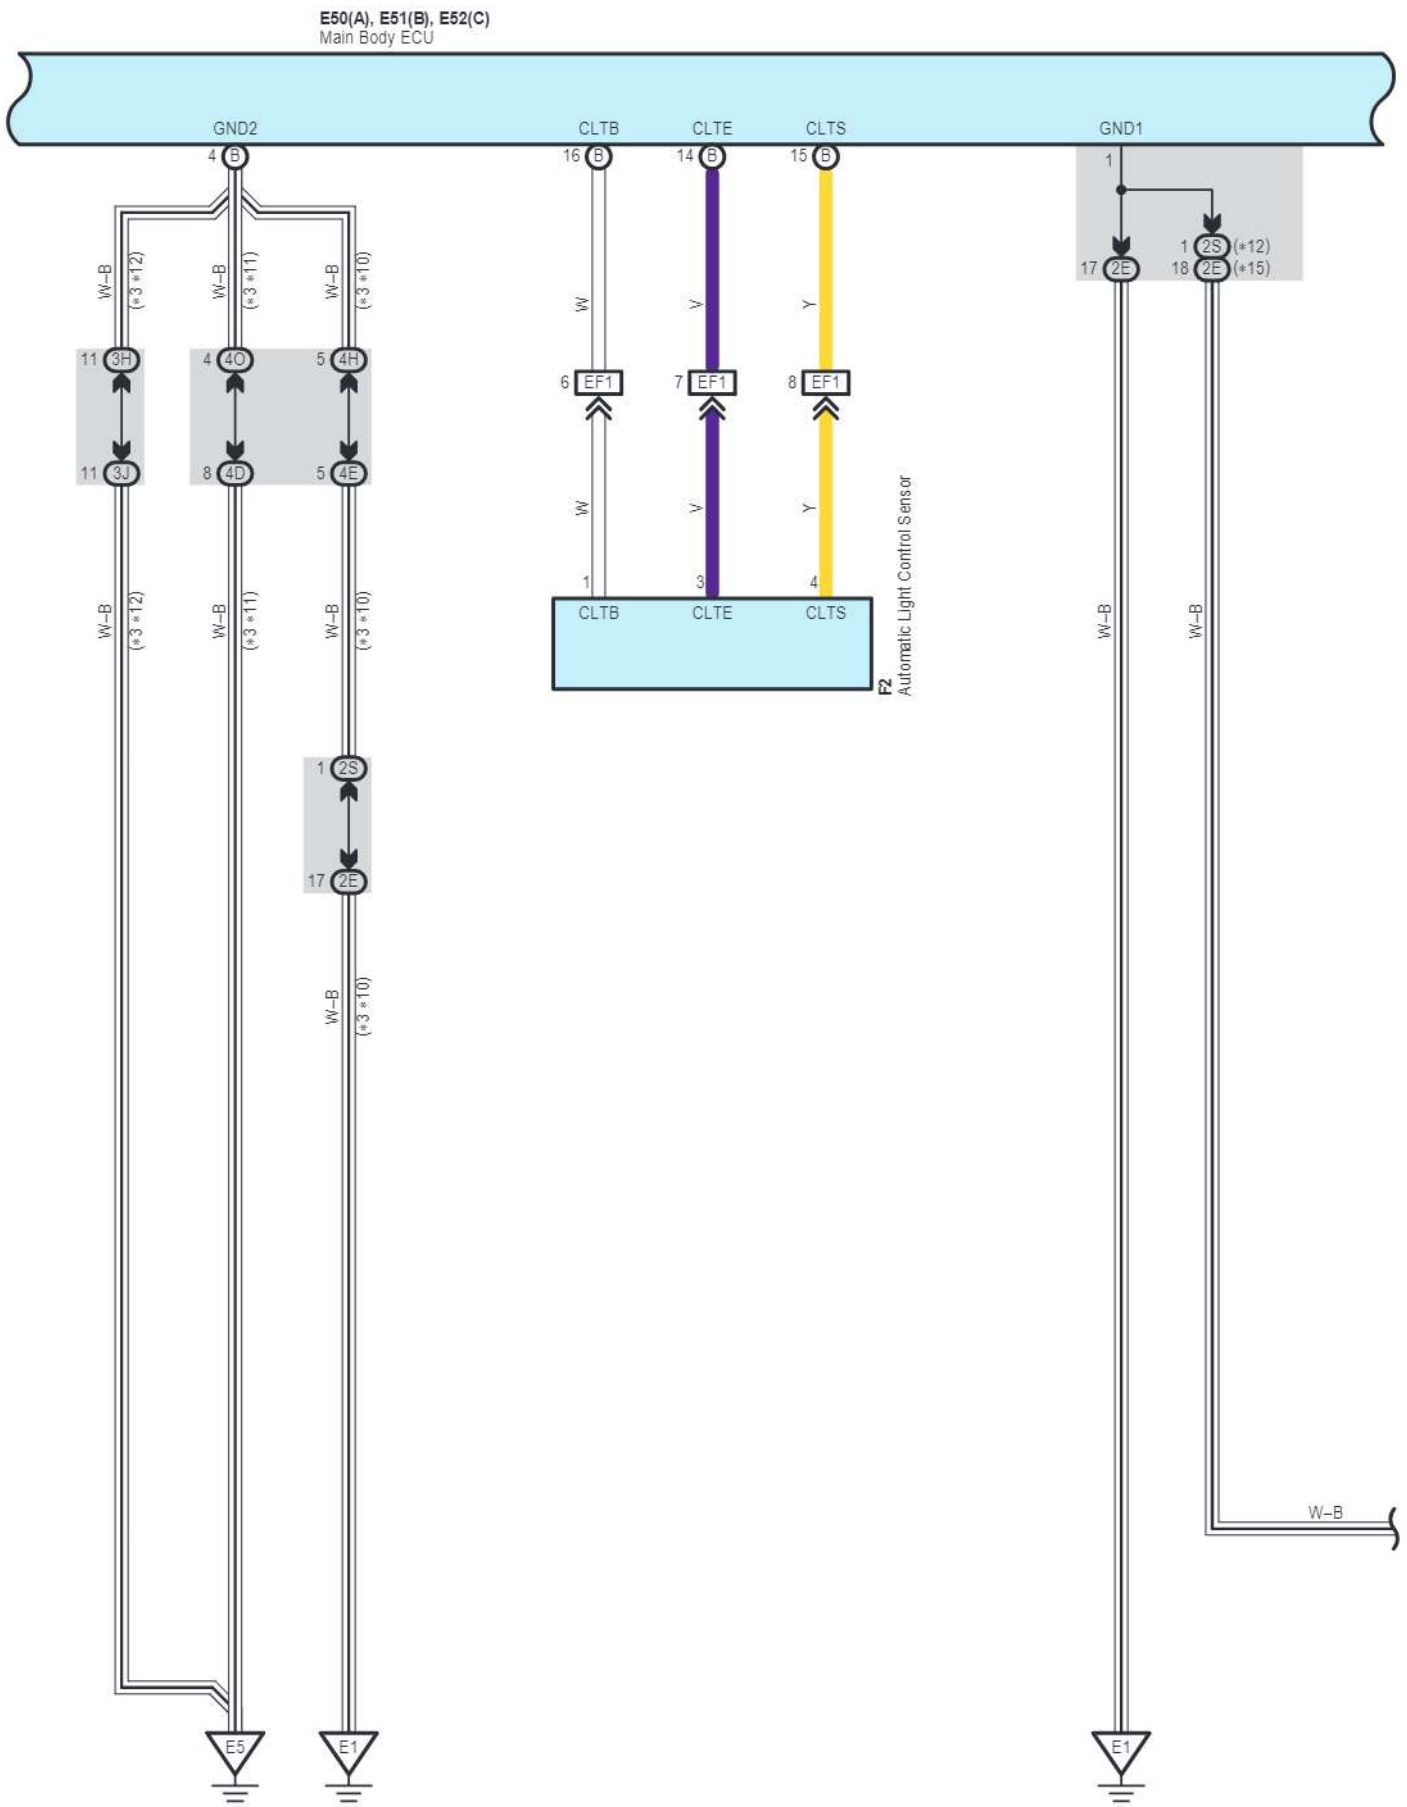 E50(A), E51(B), E52(C)
Main Body ECU
GND2 CLTB CLTE CLTS GND1
4 B 16 B 14 B 15 B 1
1 2S (*12)
17 2E 18 2E (*15)
W–B (*3 *12) W–B (*3 *11) W–B (*3 *10) W V Y
11 3H 4 4O 5 4H
6 EF1 7 EF1 8 EF1
11 3J 8 4D 5 4E
W V Y
1 3 4
CLTB CLTE CLTS
F2
Automatic Light Control Sensor
W–B (*3 *12) W–B (*3 *11) W–B (*3 *10) W–B W–B
1 2S
17 2E
W–B (*3 *10)
W–B
E5 E1 E1